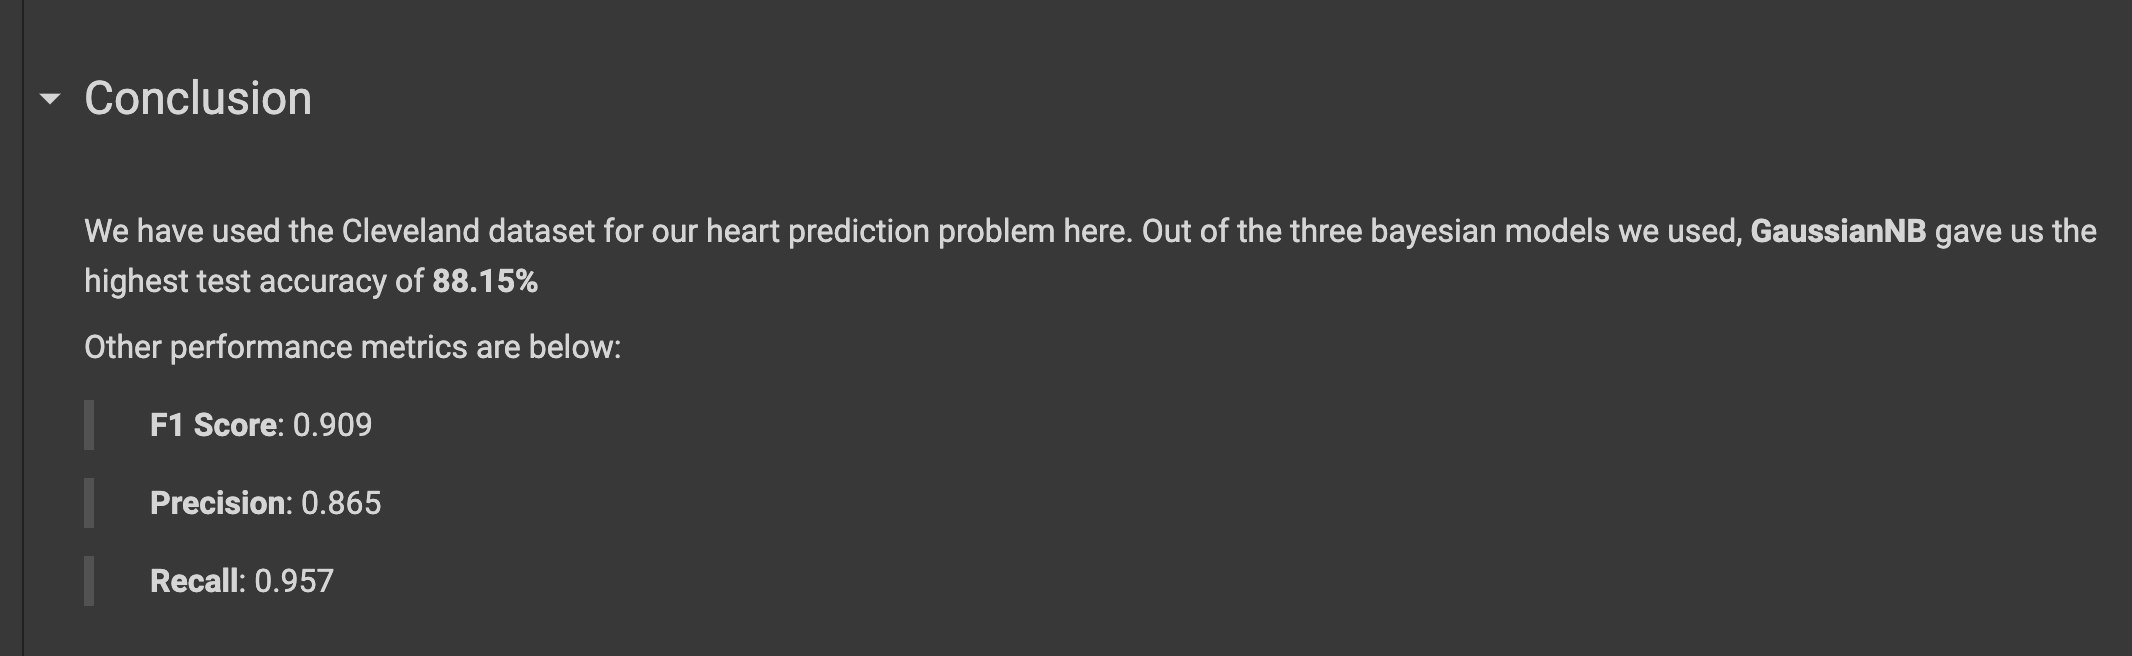 Conclusion
We have used the Cleveland dataset for our heart prediction problem here. Out of the three bayesian models we used, GaussianNB gave us the
highest test accuracy of 88.15%
Other performance metrics are below:
F1 Score: 0.909
Precision: 0.865
Recall: 0.957